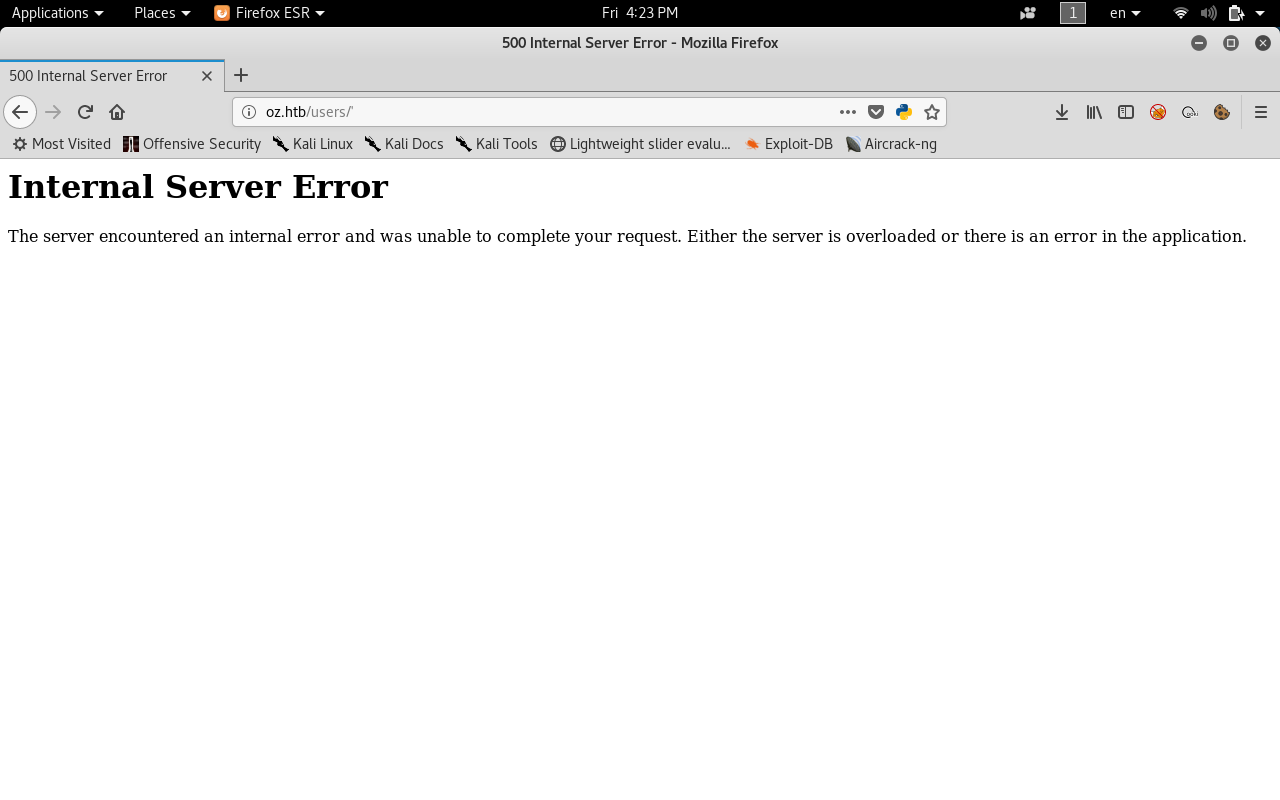 Applications Places Firefox ESR Fri 4:23 PM 1 en
500 Internal Server Error - Mozilla Firefox
500 Internal Server Error
oz.htb/users/'
Most Visited Offensive Security Kali Linux Kali Docs Kali Tools Lightweight slider evalu... Exploit-DB Aircrack-ng
Internal Server Error
The server encountered an internal error and was unable to complete your request. Either the server is overloaded or there is an error in the application.